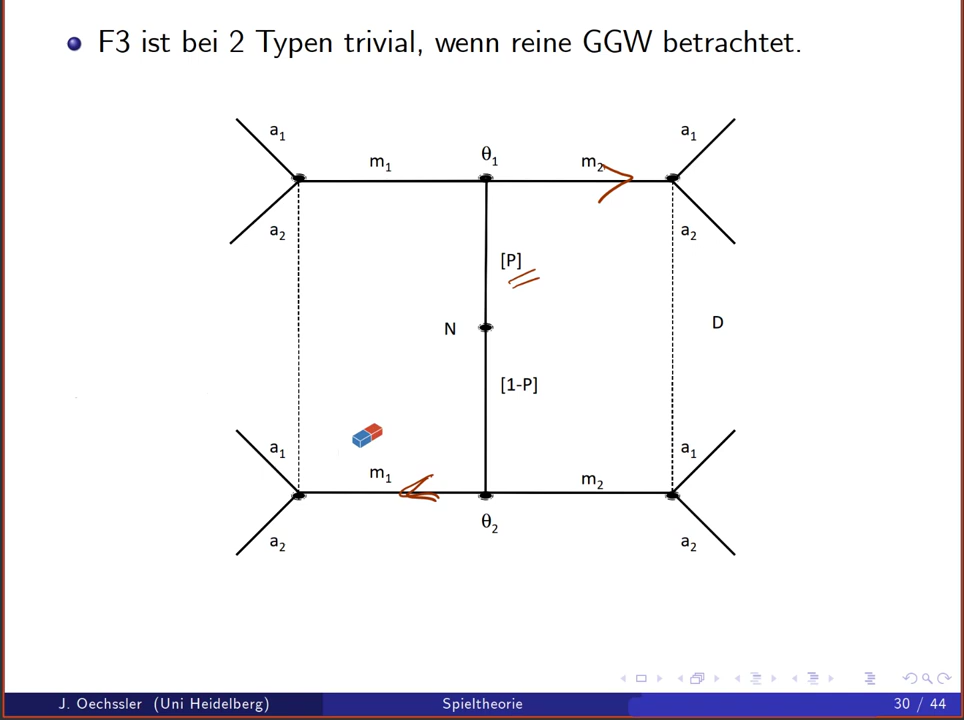 F3 ist bei 2 Typen trivial, wenn reine GGW betrachtet.
a1 a1
m1 θ1 m2
a2 a2
[P]
N D
[1-P]
a1 a1
m1 m2
θ2
a2 a2
J. Oechssler (Uni Heidelberg) Spieltheorie 30 / 44